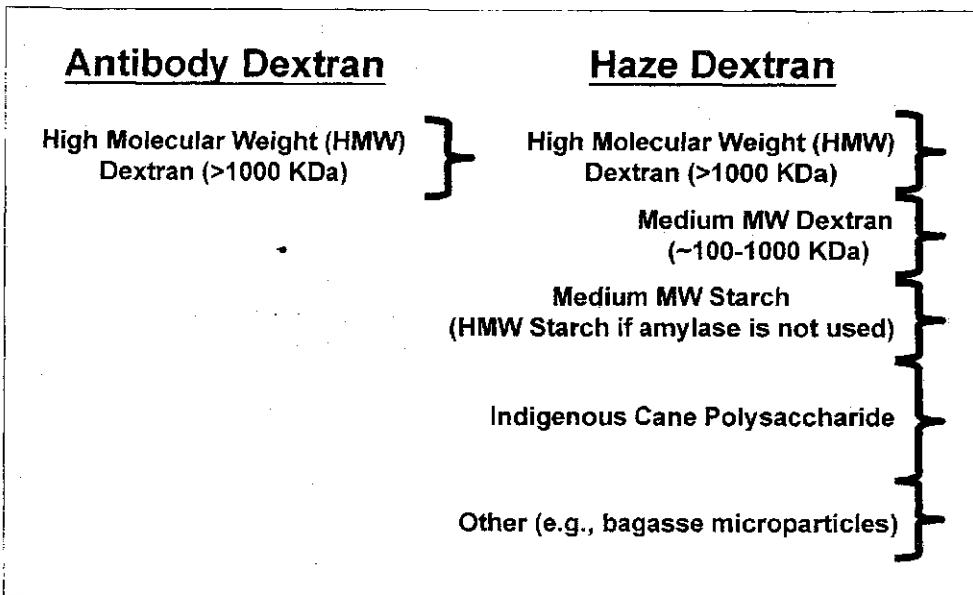 Antibody Dextran
High Molecular Weight (HMW)
Dextran (>1000 KDa)
Haze Dextran
High Molecular Weight (HMW)
Dextran (>1000 KDa)
Medium MW Dextran
(~100-1000 KDa)
Medium MW Starch
(HMW Starch if amylase is not used)
Indigenous Cane Polysaccharide
Other (e.g., bagasse microparticles)